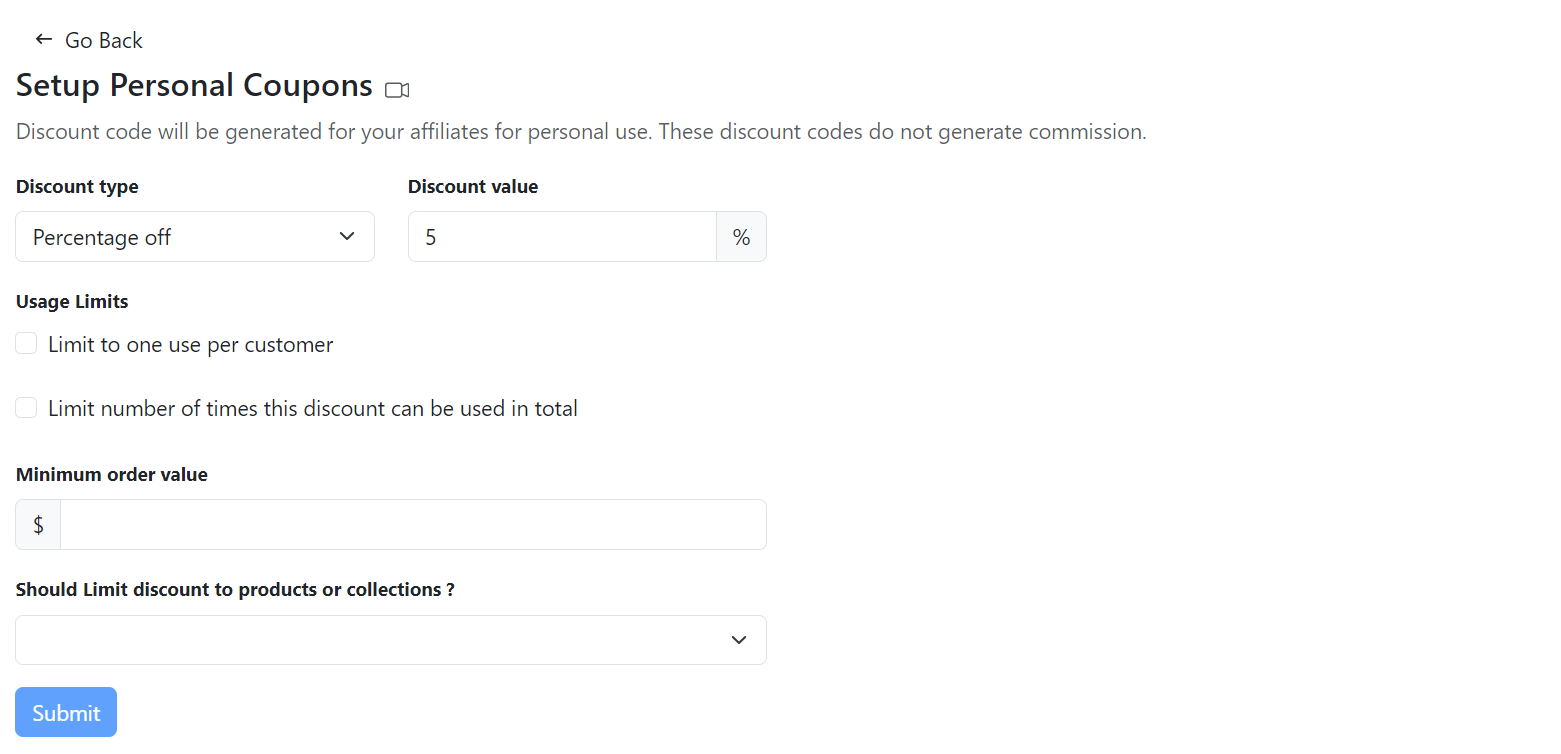 ← Go Back
Setup Personal Coupons
Discount code will be generated for your affiliates for personal use. These discount codes do not generate commission.
Discount type
Discount value
Percentage off
5
%
Usage Limits
Limit to one use per customer
Limit number of times this discount can be used in total
Minimum order value
$
Should Limit discount to products or collections ?
Submit